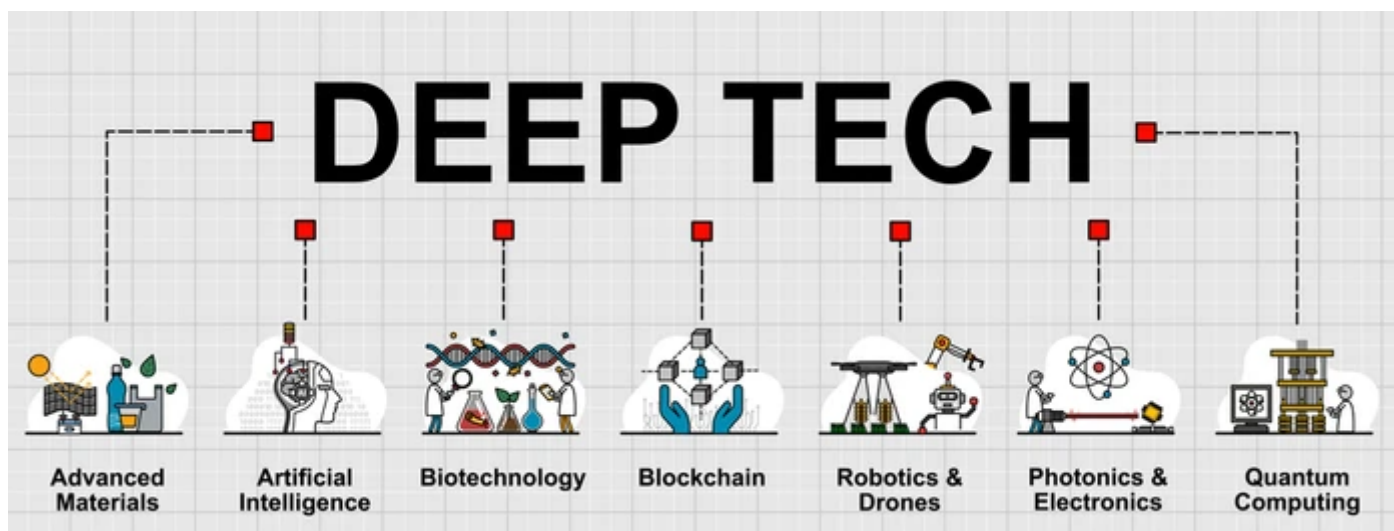 DEEP TECH
Advanced
Materials
Artificial
Intelligence
Biotechnology
Blockchain
Robotics &
Drones
Photonics &
Electronics
Quantum
Computing